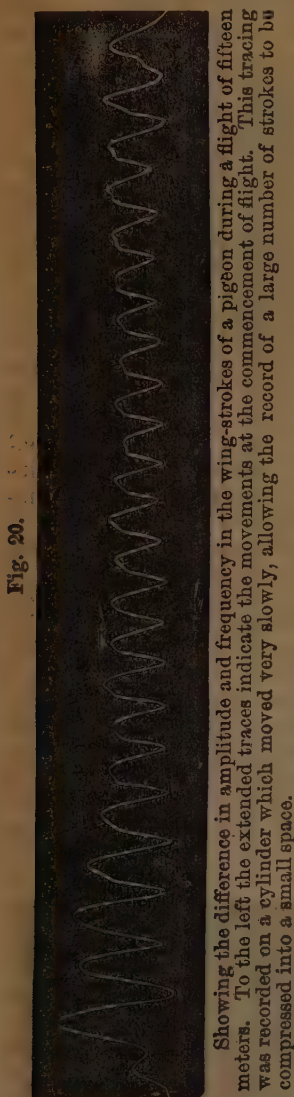 Fig. 20.
Showing the difference in amplitude and frequency in the wing-strokes of a pigeon during a flight of fifteen
meters. To the left the extended traces indicate the movements at the commencement of flight. This tracing
was recorded on a cylinder which moved very slowly, allowing the record of a large number of strokes to be
compressed into a small space.